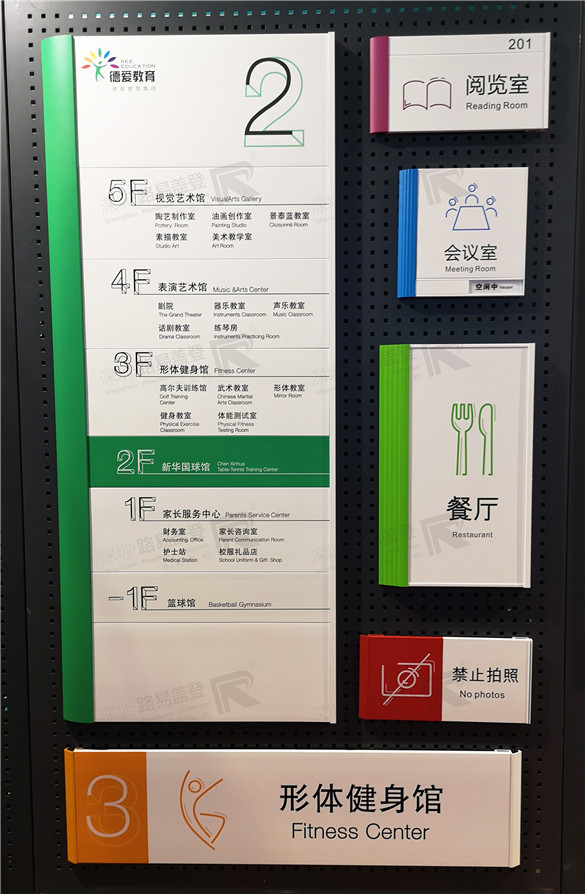 REE
EDUCATION
德爱教育
2
5F 视觉艺术馆 VisualArts Gallery
陶艺制作室 油画创作室 景泰蓝教室
Pottery Room Painting Studio Cloisonné Room
素描教室 美术教学室
Studio Art Art Room
4F 表演艺术馆 Music &Arts Center
剧院 器乐教室 声乐教室
The Grand Theater Instruments Classroom Music Classroom
话剧教室 练琴房
Drama Classroom Instruments Practicing Room
3F 形体健身馆 Fitness Center
高尔夫训练馆 武术教室 形体教室
Golf Training Chinese Martial Mirror Room
Center Arts Classroom
健身教室 体能测试室
Physical Exercise Physical Fitness
Classroom Testing Room
2F 新华国球馆 Chen Xinhua
Table-Tennis Training Center
1F 家长服务中心 Parents Service Center
财务室 家长咨询室
Accounting Office Parent Communication Room
护士站 校服礼品店
Medical Station School Uniform & Gift Shop
-1F 篮球馆 Basketball Gymnasium
201
阅览室
Reading Room
会议室
Meeting Room
空闲中 Vacant
餐厅
Restaurant
禁止拍照
No photos
3
形体健身馆
Fitness Center
深圳·路易盖登